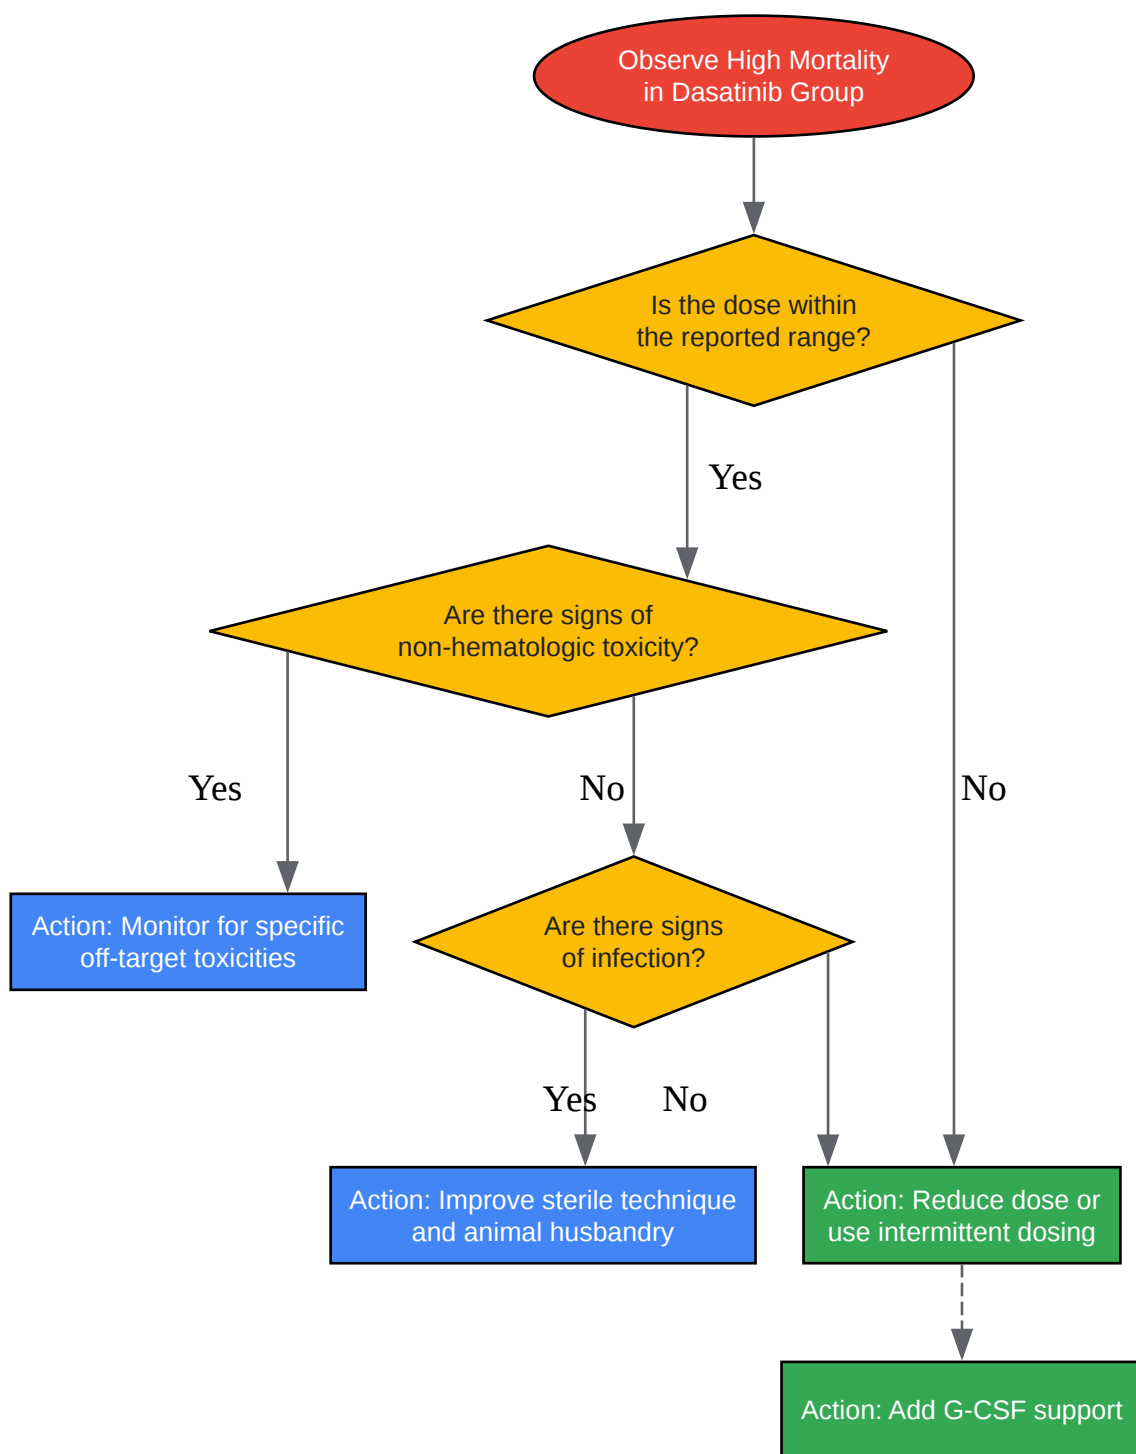 Observe High Mortality
in Dasatinib Group
Is the dose within
the reported range?
Yes
Are there signs of
non-hematologic toxicity?
Yes
No
No
Action: Monitor for specific
off-target toxicities
Are there signs
of infection?
Yes
No
Action: Improve sterile technique
and animal husbandry
Action: Reduce dose or
use intermittent dosing
Action: Add G-CSF support